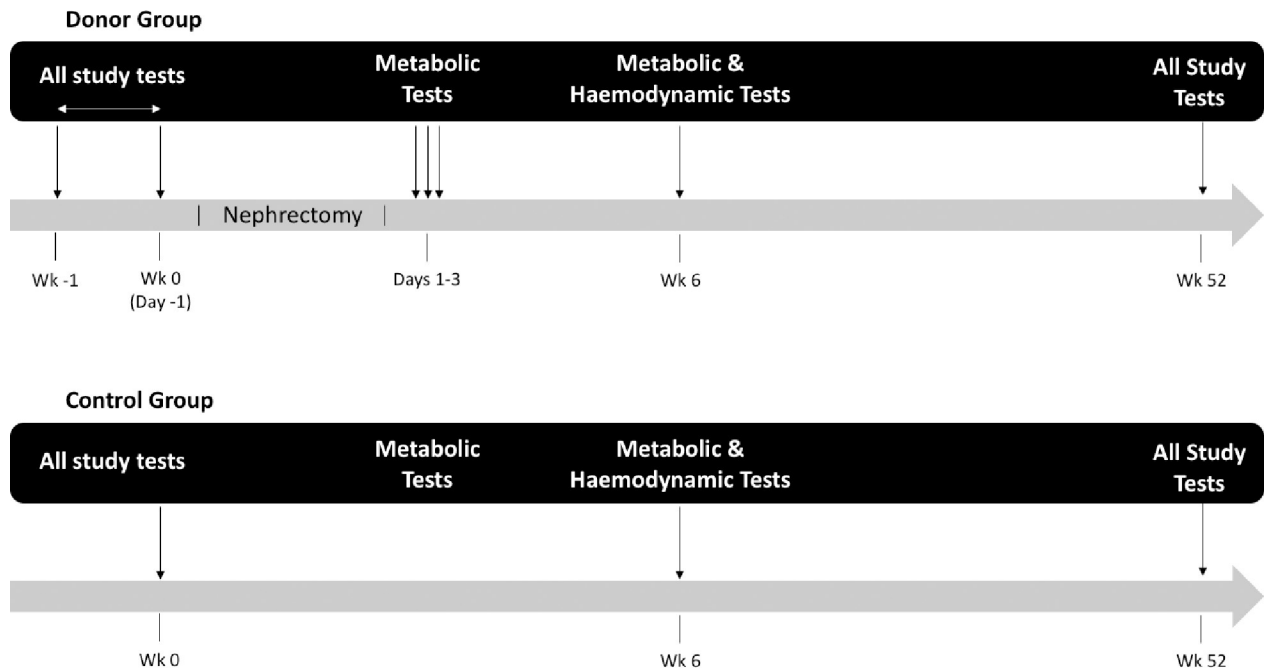 Donor Group
All study tests
Metabolic
Tests
Metabolic &
Haemodynamic Tests
All Study
Tests
Nephrectomy
Wk -1
Wk 0
(Day -1)
Days 1-3
Wk 6
Wk 52
Control Group
All study tests
Metabolic
Tests
Metabolic &
Haemodynamic Tests
All Study
Tests
Wk 0
Wk 6
Wk 52